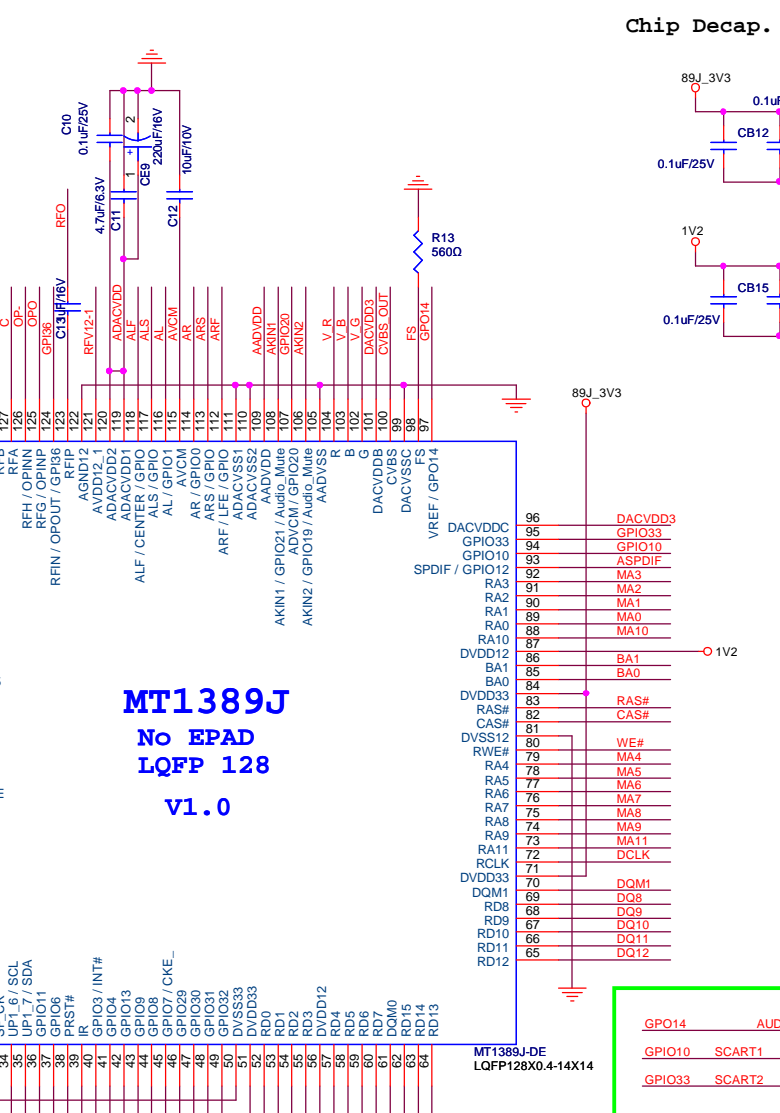 Chip Decap.
89J_3V3
0.1uF
CB12
0.1uF/25V
1V2
CB15
0.1uF/25V
C10
0.1uF/25V
2
220uF/16V
+
1
CE9
10uF/10V
4.7uF/6.3V
C11
C12
RFO
R13
560Ω
C13
1uF/16V
C
OP-
OPO
GPI36
RFV12-1
ADACVDD
ALF
ALS
AL
AVCM
AR
ARS
ARF
AADVDD
AKIN1
GPIO20
AKIN2
V_R
V_B
V_G
DACVDD3
CVBS_OUT
FS
GPO14
89J_3V3
127
126
125
124
123
122
121
120
119
118
117
116
115
114
113
112
111
110
109
108
107
106
105
104
103
102
101
100
99
98
97
RFB
RFA
RFH / OPINN
RFG / OPINP
RFIN / OPOUT / GPI36
RFIP
AGND12
AVDD12_1
ADACVDD2
ADACVDD1
ALF / CENTER / GPIO
ALS / GPIO
AL / GPIO1
AVCM
AR / GPIO0
ARS / GPIO
ARF / LFE / GPIO
ADACVSS1
ADACVSS2
AADVDD
AKIN1 / GPIO21 / Audio_Mute
ADVCM / GPIO20
AKIN2 / GPIO19 / Audio_Mute
AADVSS
R
B
G
DACVDDB
CVBS
DACVSSC
FS
VREF / GPO14
DACVDDC 96 DACVDD3
GPIO33 95 GPIO33
GPIO10 94 GPIO10
SPDIF / GPIO12 93 ASPDIF
RA3 92 MA3
RA2 91 MA2
RA1 90 MA1
RA0 89 MA0
RA10 88 MA10
DVDD12 87 1V2
BA1 86 BA1
BA0 85 BA0
DVDD33 84
RAS# 83 RAS#
CAS# 82 CAS#
DVSS12 81
RWE# 80 WE#
RA4 79 MA4
RA5 78 MA5
RA6 77 MA6
RA7 76 MA7
RA8 75 MA8
RA9 74 MA9
RA11 73 MA11
RCLK 72 DCLK
DVDD33 71
DQM1 70 DQM1
RD8 69 DQ8
RD9 68 DQ9
RD10 67 DQ10
RD11 66 DQ11
RD12 65 DQ12
MT1389J
No EPAD
LQFP 128
V1.0
E
SF_CK
UP1_6 / SCL
UP1_7 / SDA
GPIO11
GPIO6
PRST#
IR
GPIO3 / INT#
GPIO4
GPIO13
GPIO9
GPIO8
GPIO7 / CKE_
GPIO29
GPIO30
GPIO31
GPIO32
DVSS33
DVDD33
RD0
RD1
RD2
RD3
DVDD12
RD4
RD5
RD6
RD7
DQM0
RD15
RD14
RD13
34
35
36
37
38
39
40
41
42
43
44
45
46
47
48
49
50
51
52
53
54
55
56
57
58
59
60
61
62
63
64
MT1389J-DE
LQFP128X0.4-14X14
GPO14 AUD
GPIO10 SCART1
GPIO33 SCART2